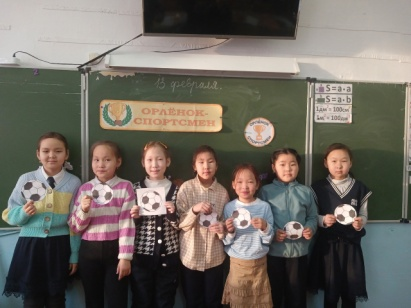 13 февраля.
ОРЛЁНОК-
СПОРТСМЕН
S=a·a
S=a·b
1дм²=100см²
1м²=100дм²